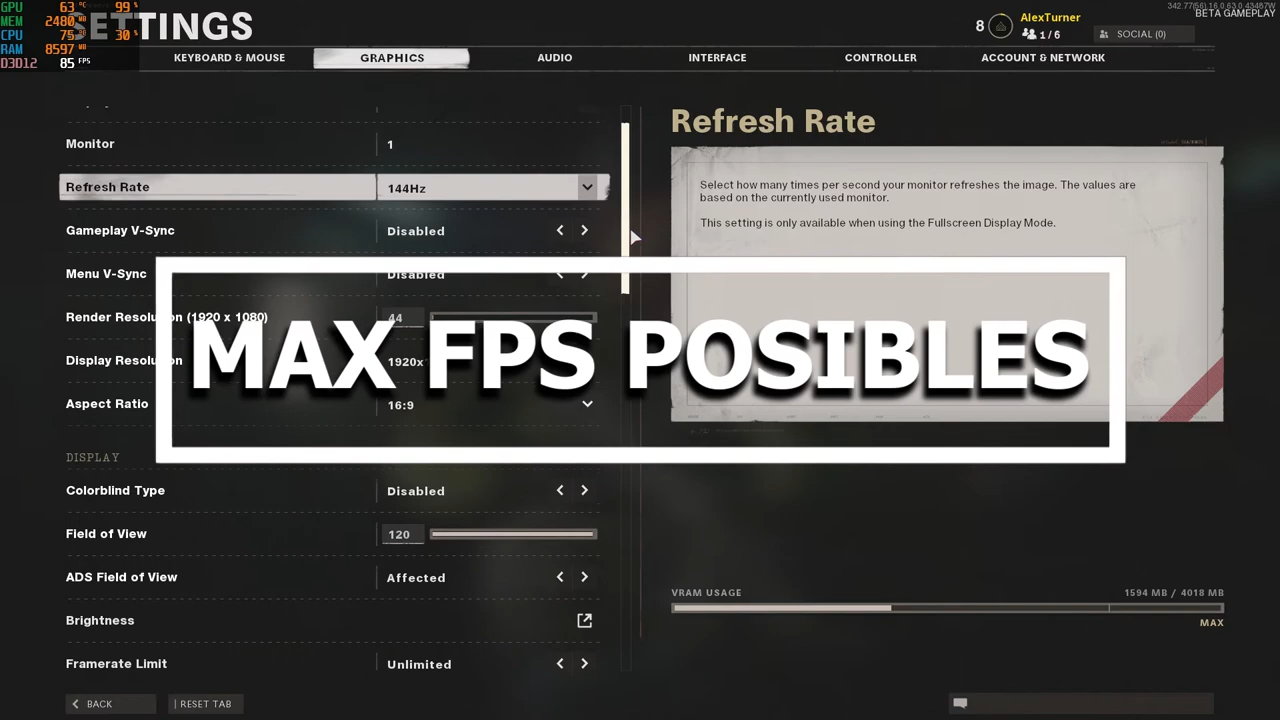 GPU 63 °C 99 %
MEM 2480 MB
CPU 75 °C 30 %
RAM 8597 MB
D3D12 85 FPS
SETTINGS
8 AlexTurner
1 / 6
SOCIAL (0)
BETA GAMEPLAY
KEYBOARD & MOUSE GRAPHICS AUDIO INTERFACE CONTROLLER ACCOUNT & NETWORK
Monitor 1
Refresh Rate 144Hz
Gameplay V-Sync Disabled
Menu V-Sync Disabled
Render Resolution (1920 x 1080) 44
Display Resolution 1920x
Aspect Ratio 16:9
DISPLAY
Colorblind Type Disabled
Field of View 120
ADS Field of View Affected
Brightness
Framerate Limit Unlimited
BACK RESET TAB
Refresh Rate
Select how many times per second your monitor refreshes the image. The values are
based on the currently used monitor.
This setting is only available when using the Fullscreen Display Mode.
MAX FPS POSIBLES
VRAM USAGE 1594 MB / 4018 MB
MAX